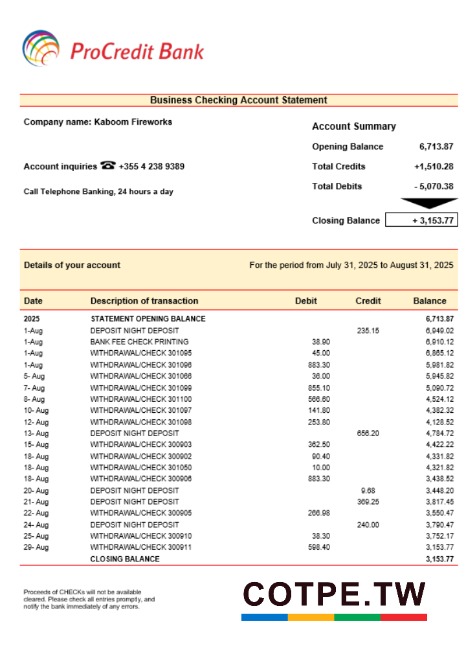 ProCredit Bank
Business Checking Account Statement
Company name: Kaboom Fireworks
Account inquiries ☎ +355 4 238 9389
Call Telephone Banking, 24 hours a day
Account Summary
Opening Balance 6,713.87
Total Credits +1,510.28
Total Debits - 5,070.38
Closing Balance + 3,153.77
Details of your account For the period from July 31, 2025 to August 31, 2025
Date Description of transaction Debit Credit Balance
2025 STATEMENT OPENING BALANCE 6,713.87
1-Aug DEPOSIT NIGHT DEPOSIT 235.15 6,949.02
1-Aug BANK FEE CHECK PRINTING 38.90 6,910.12
1-Aug WITHDRAWAL/CHECK 301095 45.00 6,865.12
1-Aug WITHDRAWAL/CHECK 301096 883.30 5,981.82
5- Aug WITHDRAWAL/CHECK 301066 36.00 5,945.82
7- Aug WITHDRAWAL/CHECK 301099 855.10 5,090.72
8- Aug WITHDRAWAL/CHECK 301100 566.60 4,524.12
10- Aug WITHDRAWAL/CHECK 301097 141.80 4,382.32
12- Aug WITHDRAWAL/CHECK 301098 253.80 4,128.52
13- Aug DEPOSIT NIGHT DEPOSIT 656.20 4,784.72
15- Aug WITHDRAWAL/CHECK 300903 362.50 4,422.22
18- Aug WITHDRAWAL/CHECK 300902 90.40 4,331.82
18- Aug WITHDRAWAL/CHECK 301050 10.00 4,321.82
18- Aug WITHDRAWAL/CHECK 300906 883.30 3,438.52
20- Aug DEPOSIT NIGHT DEPOSIT 9.68 3,448.20
21- Aug DEPOSIT NIGHT DEPOSIT 369.25 3,817.45
22- Aug WITHDRAWAL/CHECK 300905 266.98 3,550.47
24- Aug DEPOSIT NIGHT DEPOSIT 240.00 3,790.47
25- Aug WITHDRAWAL/CHECK 300910 38.30 3,752.17
29- Aug WITHDRAWAL/CHECK 300911 598.40 3,153.77
CLOSING BALANCE 3,153.77
Proceeds of CHECKs will not be available
cleared. Please check all entries promptly, and
notify the bank immediately of any errors.
COTPE.TW